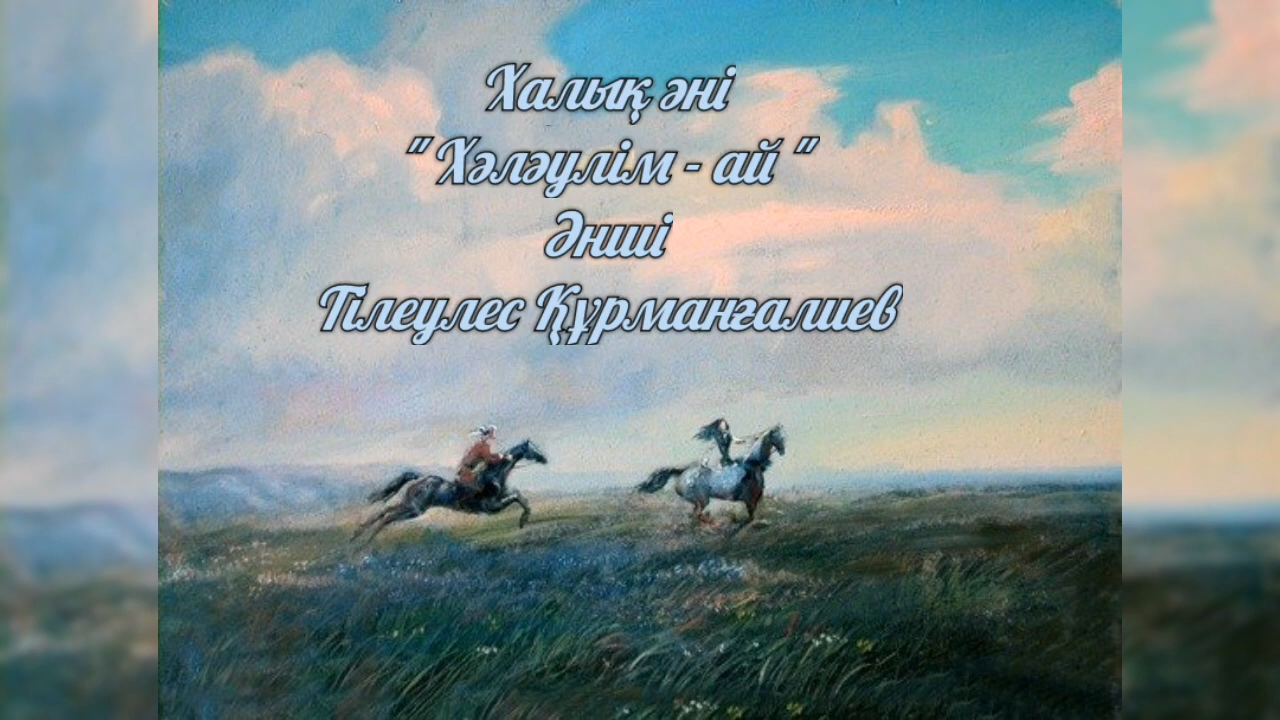 Халық әні
" Хәләулім - ай "
Әнші
Тілеулес Құрманғалиев